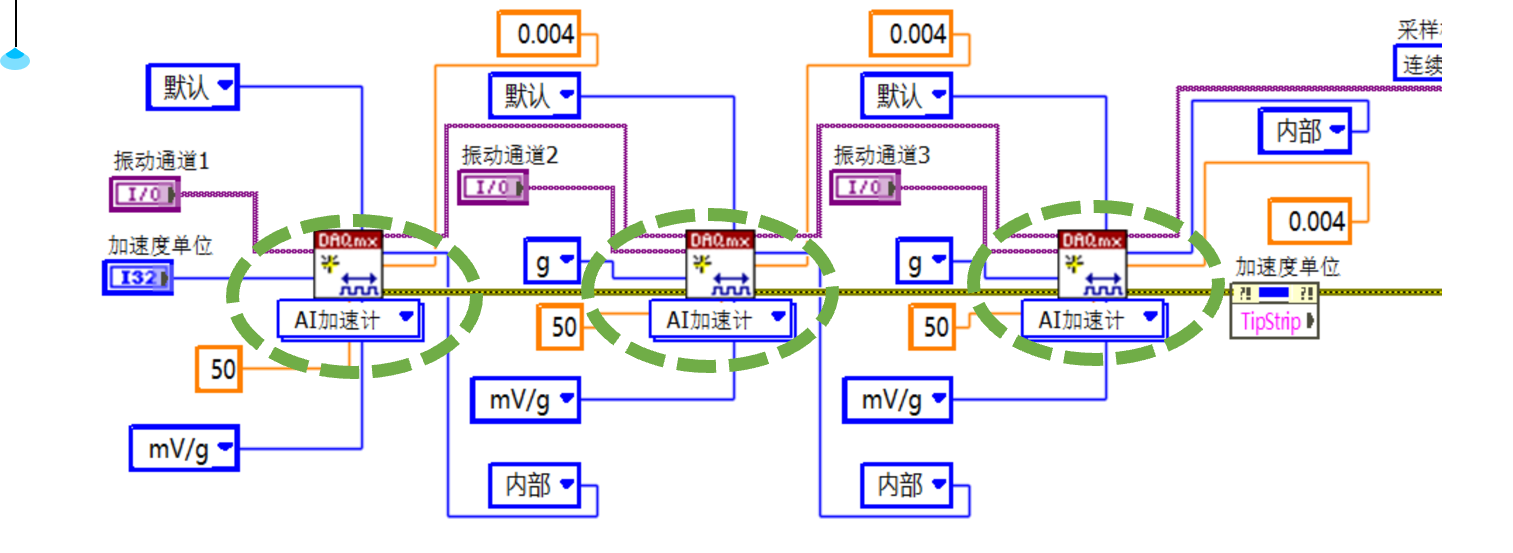 0.004
0.004
采样
连续
默认
默认
默认
内部
振动通道1
振动通道2
振动通道3
I/O
I/O
I/O
0.004
加速度单位
DAQmx
DAQmx
DAQmx
I32
g
g
加速度单位
?! ?!
TipStrip
AI加速计
AI加速计
AI加速计
50
50
50
mV/g
mV/g
mV/g
内部
内部